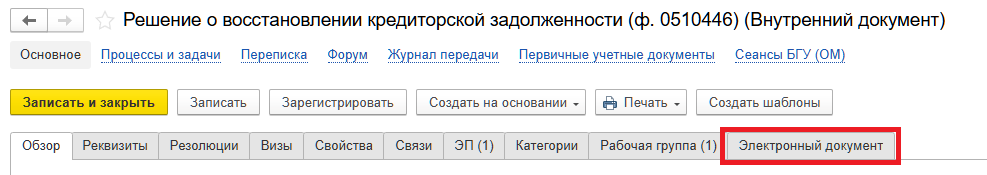 Решение о восстановлении кредиторской задолженности (ф. 0510446) (Внутренний документ)
Основное Процессы и задачи Переписка Форум Журнал передачи Первичные учетные документы Сеансы БГУ (ОМ)
Записать и закрыть Записать Зарегистрировать Создать на основании Печать Создать шаблоны
Обзор Реквизиты Резолюции Визы Свойства Связи ЭП (1) Категории Рабочая группа (1) Электронный документ